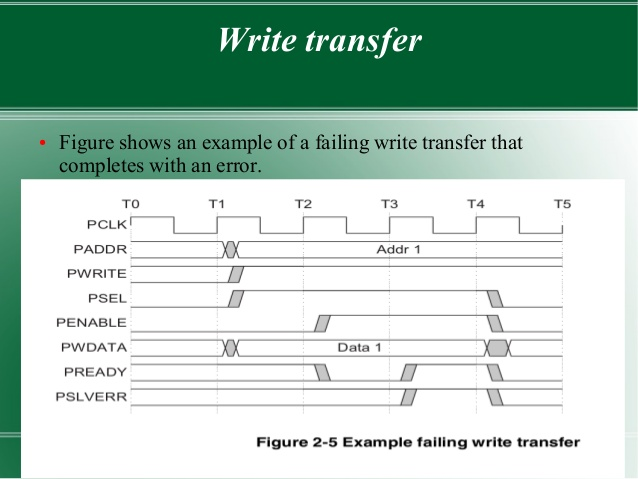 Write transfer
• Figure shows an example of a failing write transfer that
completes with an error.
T0 T1 T2 T3 T4 T5
PCLK
PADDR Addr 1
PWRITE
PSEL
PENABLE
PWDATA Data 1
PREADY
PSLVERR
Figure 2-5 Example failing write transfer